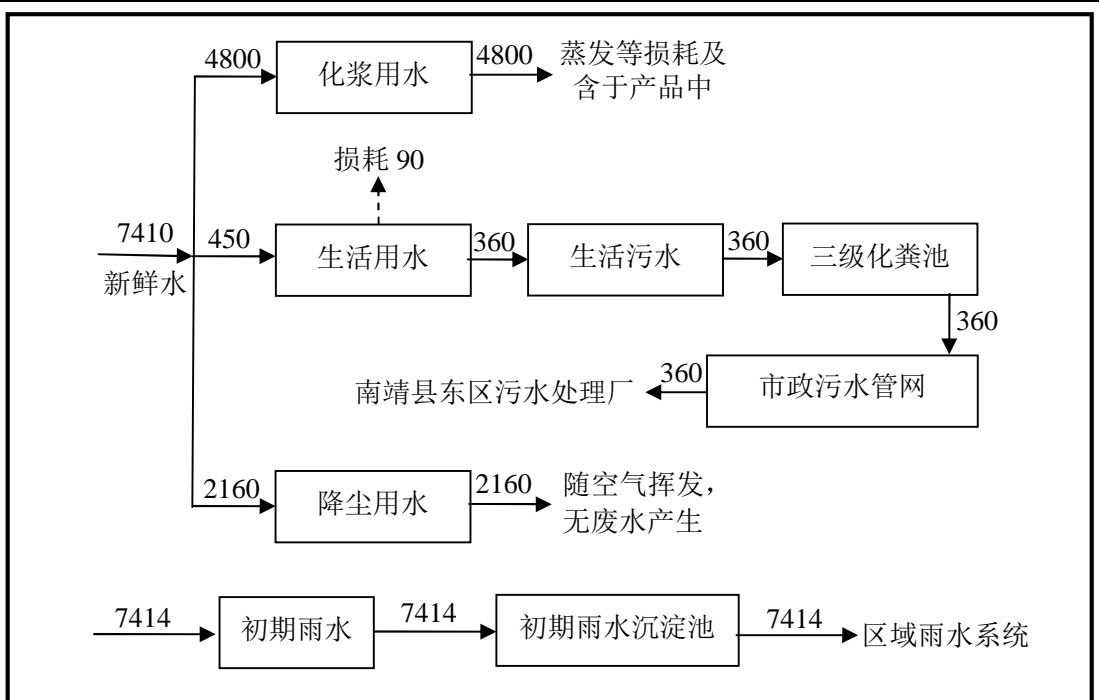 4800
化浆用水
4800
蒸发等损耗及
含于产品中
损耗 90
7410
新鲜水
450
生活用水
360
生活污水
360
三级化粪池
360
市政污水管网
360
南靖县东区污水处理厂
2160
降尘用水
2160
随空气挥发，
无废水产生
7414
初期雨水
7414
初期雨水沉淀池
7414
区域雨水系统